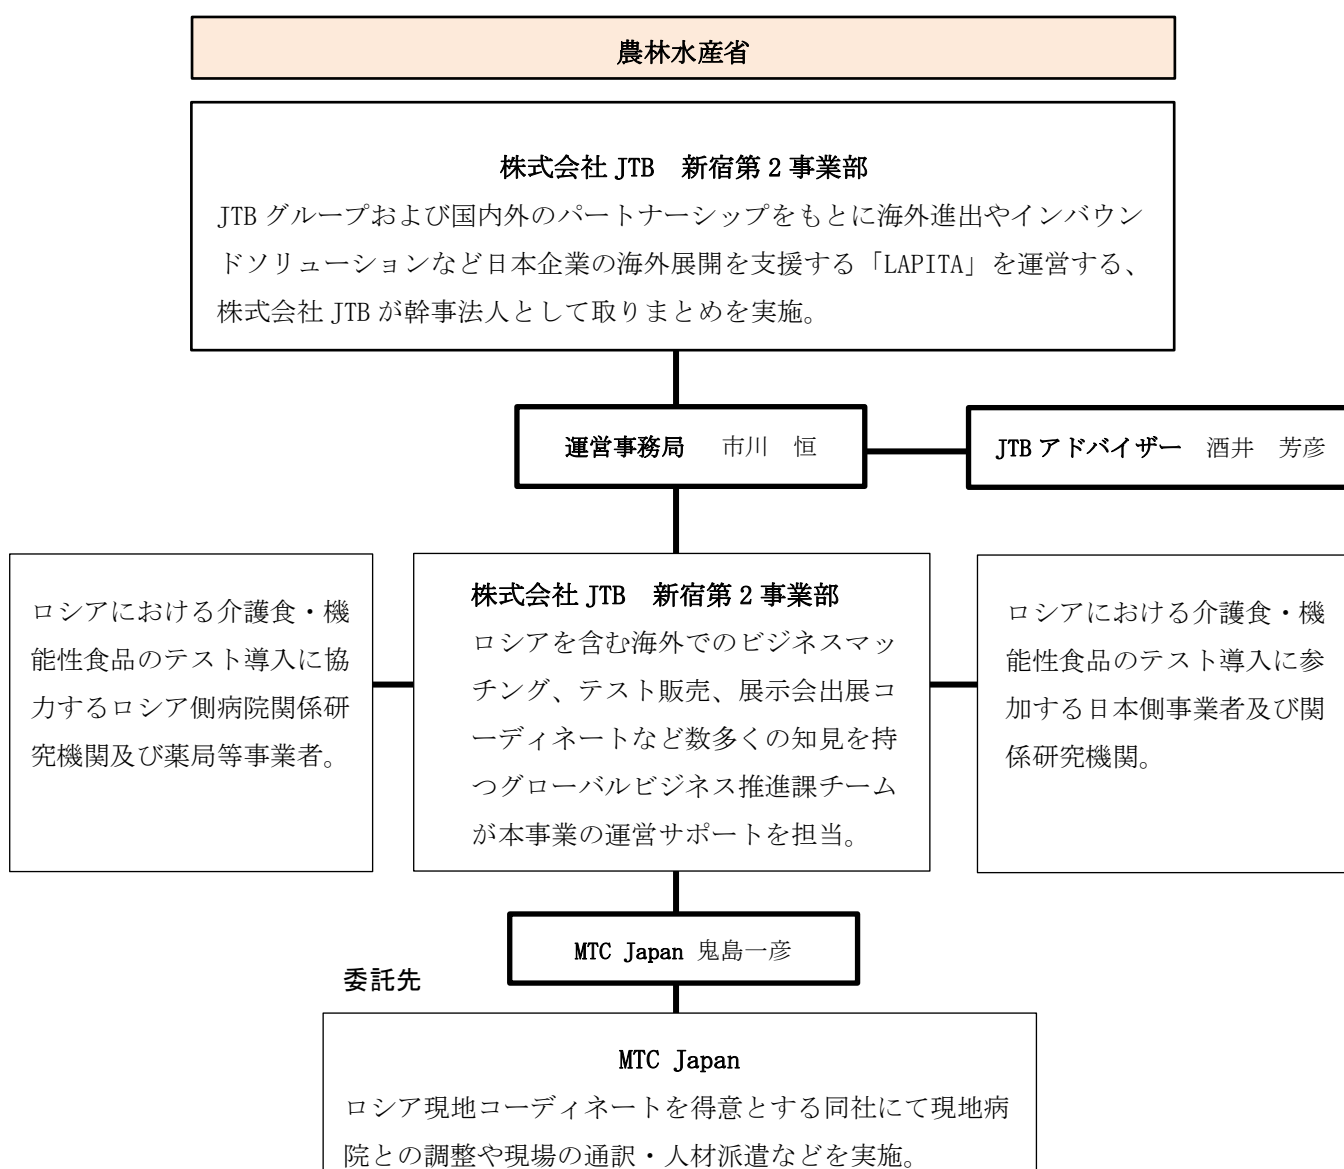 農林水産省
株式会社 JTB　新宿第 2 事業部
JTB グループおよび国内外のパートナーシップをもとに海外進出やインバウン
ドソリューションなど日本企業の海外展開を支援する「LAPITA」を運営する、
株式会社 JTB が幹事法人として取りまとめを実施。
運営事務局　市川　恒
JTB アドバイザー　酒井　芳彦
ロシアにおける介護食・機
能性食品のテスト導入に協
力するロシア側病院関係研
究機関及び薬局等事業者。
株式会社 JTB　新宿第 2 事業部
ロシアを含む海外でのビジネスマッ
チング、テスト販売、展示会出展コ
ーディネートなど数多くの知見を持
つグローバルビジネス推進課チーム
が本事業の運営サポートを担当。
ロシアにおける介護食・機
能性食品のテスト導入に参
加する日本側事業者及び関
係研究機関。
MTC Japan 鬼島一彦
委託先
MTC Japan
ロシア現地コーディネートを得意とする同社にて現地病
院との調整や現場の通訳・人材派遣などを実施。